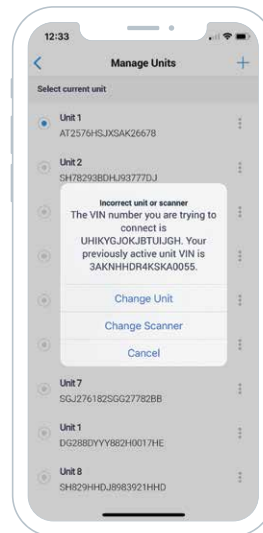 12:33
Manage Units
Select current unit
Unit 1
AT2576HSJXSAK26678
Unit 2
SH78293BDHJ93777DJ
Incorrect unit or scanner
The VIN number you are trying to
connect is
UHIKYGJOKJBTUIJGH. Your
previously active unit VIN is
3AKNHHDR4KSKA0055.
Change Unit
Change Scanner
Cancel
Unit 7
SGJ276182SGG27782BB
Unit 1
DG288DYYY882H0017HE
Unit 8
SH829HHDJ8983921HHD